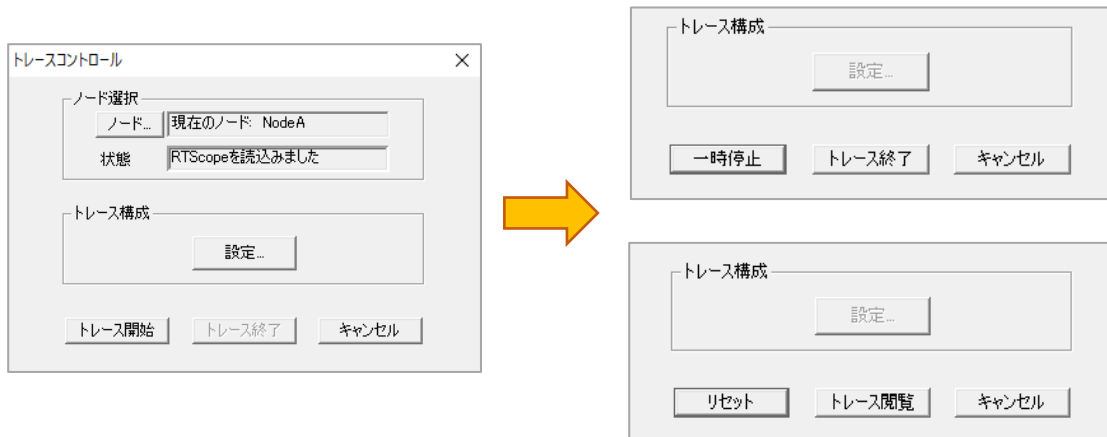 トレースコントロール
ノード選択
ノード... 現在のノード: NodeA
状態 RTScopeを読込みました
トレース構成
設定...
トレース開始 トレース終了 キャンセル
トレース構成
設定...
一時停止 トレース終了 キャンセル
トレース構成
設定...
リセット トレース閲覧 キャンセル